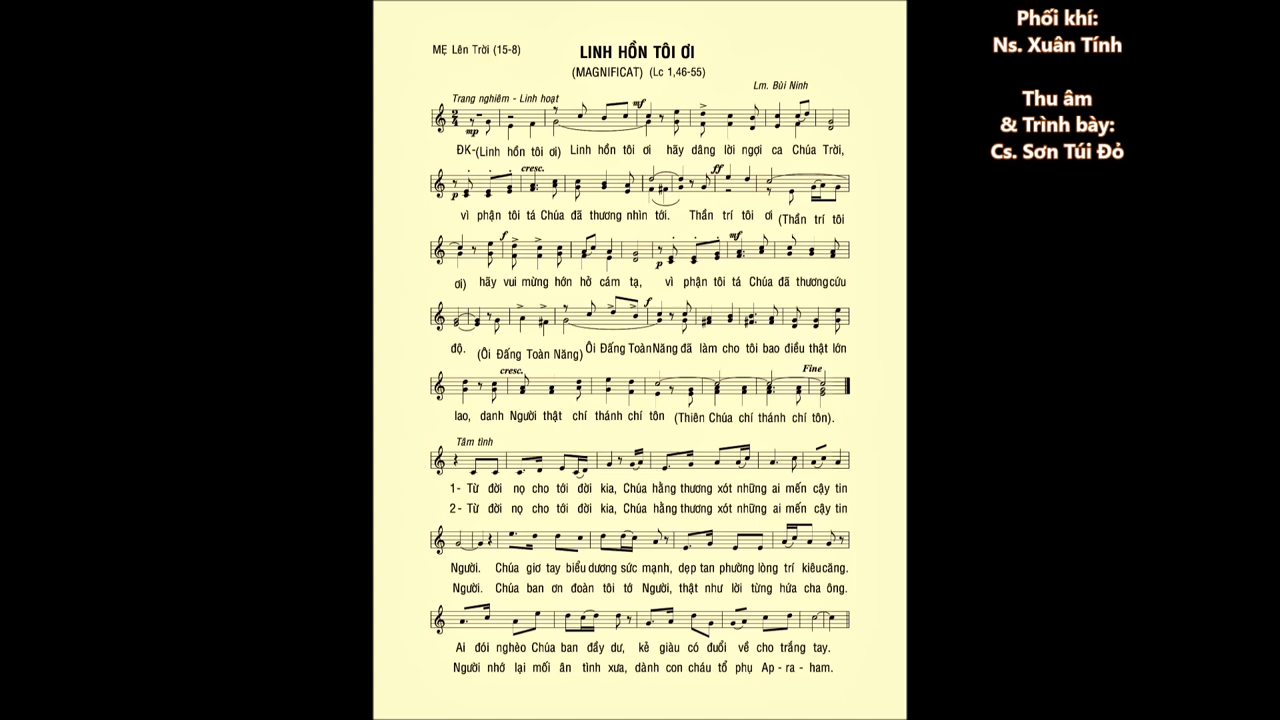 MẸ Lên Trời (15-8)
LINH HỒN TÔI ƠI
(MAGNIFICAT) (Lc 1,46-55)
Lm. Bùi Ninh
Trang nghiêm - Linh hoạt
mf
mp
ĐK-(Linh hồn tôi ơi) Linh hồn tôi ơi hãy dâng lời ngợi ca Chúa Trời,
cresc.
ff
p
vì phận tôi tá Chúa đã thương nhìn tới. Thần trí tôi ơi (Thần trí tôi
f
mf
p
ơi) hãy vui mừng hớn hở cám tạ, vì phận tôi tá Chúa đã thương cứu
f
độ. (Ôi Đấng Toàn Năng) Ôi Đấng Toàn Năng đã làm cho tôi bao điều thật lớn
cresc.
Fine
lao, danh Người thật chí thánh chí tôn (Thiên Chúa chí thánh chí tôn).
Tâm tình
1- Từ đời nọ cho tới đời kia, Chúa hằng thương xót những ai mến cậy tin
2- Từ đời nọ cho tới đời kia, Chúa hằng thương xót những ai mến cậy tin
Người. Chúa giơ tay biểu dương sức mạnh, dẹp tan phường lòng trí kiêu căng.
Người. Chúa ban ơn đoàn tôi tớ Người, thật như lời từng hứa cha ông.
Ai đói nghèo Chúa ban đầy dư, kẻ giàu có đuổi về cho trắng tay.
Người nhớ lại mối ân tình xưa, dành con cháu tổ phụ Ap - ra - ham.
Phối khí:
Ns. Xuân Tính
Thu âm
& Trình bày:
Cs. Sơn Túi Đỏ